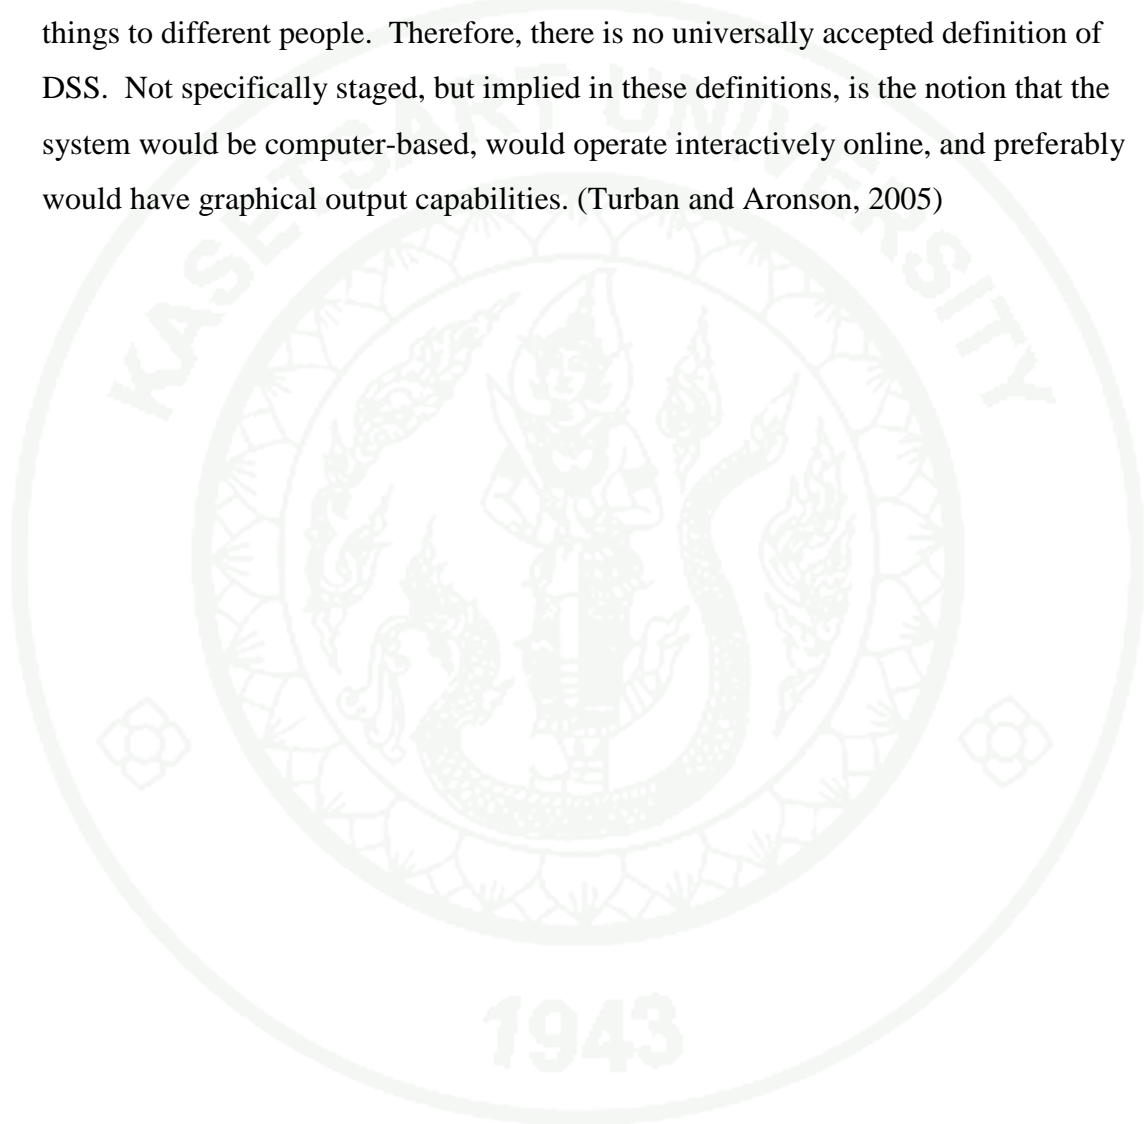 things to different people.  Therefore, there is no universally accepted definition of
DSS.  Not specifically staged, but implied in these definitions, is the notion that the
system would be computer-based, would operate interactively online, and preferably
would have graphical output capabilities. (Turban and Aronson, 2005)
KASETSART UNIVERSITY
1943